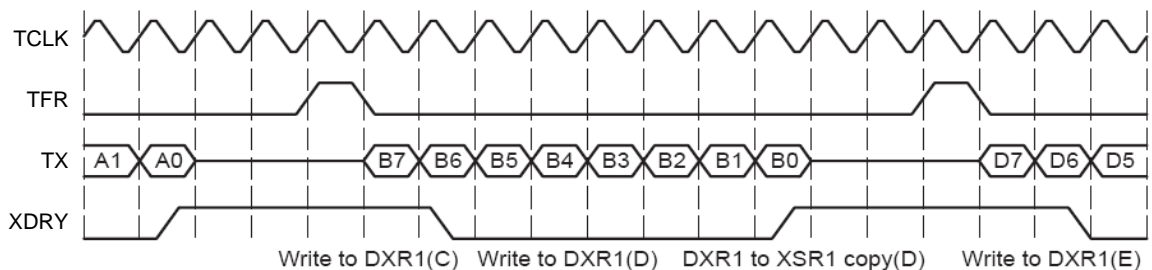 TCLK
TFR
TX A1 A0 B7 B6 B5 B4 B3 B2 B1 B0 D7 D6 D5
XDRY
Write to DXR1(C) Write to DXR1(D) DXR1 to XSR1 copy(D) Write to DXR1(E)